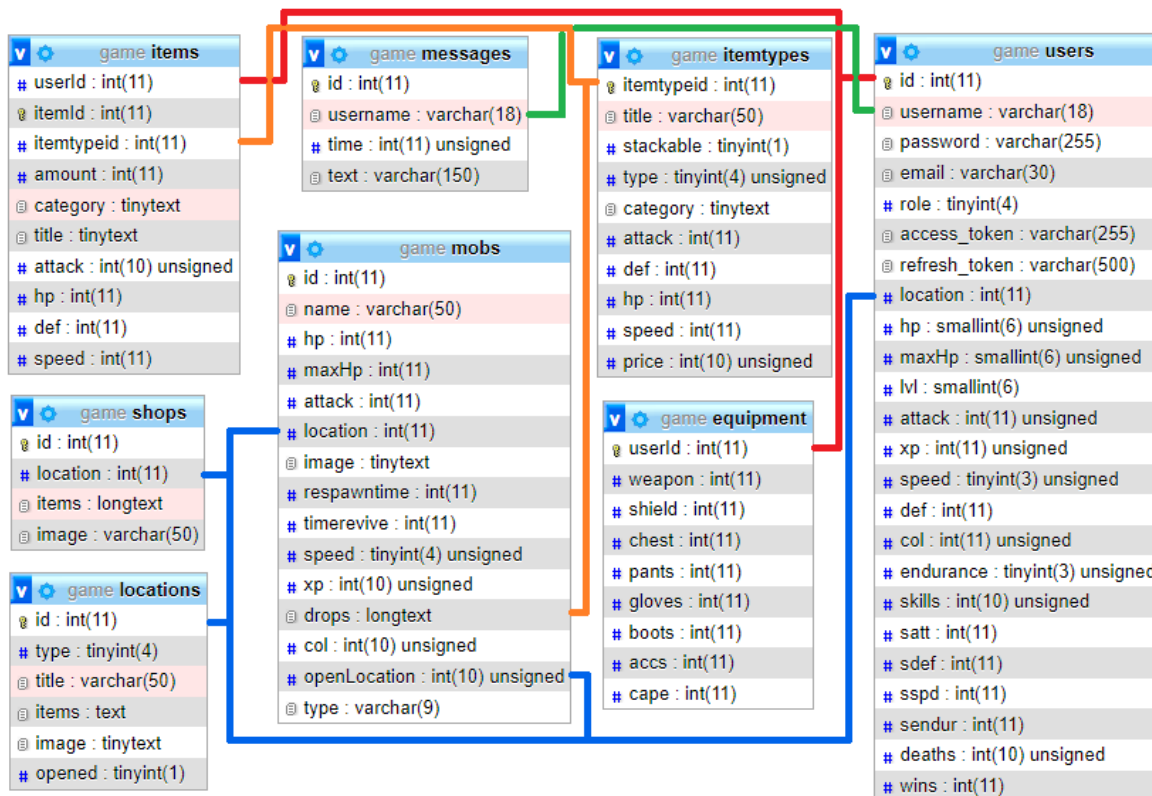 game items
userId : int(11)
itemId : int(11)
itemtypeid : int(11)
amount : int(11)
category : tinytext
title : tinytext
attack : int(10) unsigned
hp : int(11)
def : int(11)
speed : int(11)
game messages
id : int(11)
username : varchar(18)
time : int(11) unsigned
text : varchar(150)
game itemtypes
itemtypeid : int(11)
title : varchar(50)
stackable : tinyint(1)
type : tinyint(4) unsigned
category : tinytext
attack : int(11)
def : int(11)
hp : int(11)
speed : int(11)
price : int(10) unsigned
game users
id : int(11)
username : varchar(18)
password : varchar(255)
email : varchar(30)
role : tinyint(4)
access_token : varchar(255)
refresh_token : varchar(500)
location : int(11)
hp : smallint(6) unsigned
maxHp : smallint(6) unsigned
lvl : smallint(6)
attack : int(11) unsigned
xp : int(11) unsigned
speed : tinyint(3) unsigned
def : int(11)
col : int(11) unsigned
endurance : tinyint(3) unsigned
skills : int(10) unsigned
satt : int(11)
sdef : int(11)
sspd : int(11)
sendur : int(11)
deaths : int(10) unsigned
wins : int(11)
game mobs
id : int(11)
name : varchar(50)
hp : int(11)
maxHp : int(11)
attack : int(11)
location : int(11)
image : tinytext
respawntime : int(11)
timerevive : int(11)
speed : tinyint(4) unsigned
xp : int(10) unsigned
drops : longtext
col : int(10) unsigned
openLocation : int(10) unsigned
type : varchar(9)
game shops
id : int(11)
location : int(11)
items : longtext
image : varchar(50)
game equipment
userId : int(11)
weapon : int(11)
shield : int(11)
chest : int(11)
pants : int(11)
gloves : int(11)
boots : int(11)
accs : int(11)
cape : int(11)
game locations
id : int(11)
type : tinyint(4)
title : varchar(50)
items : text
image : tinytext
opened : tinyint(1)